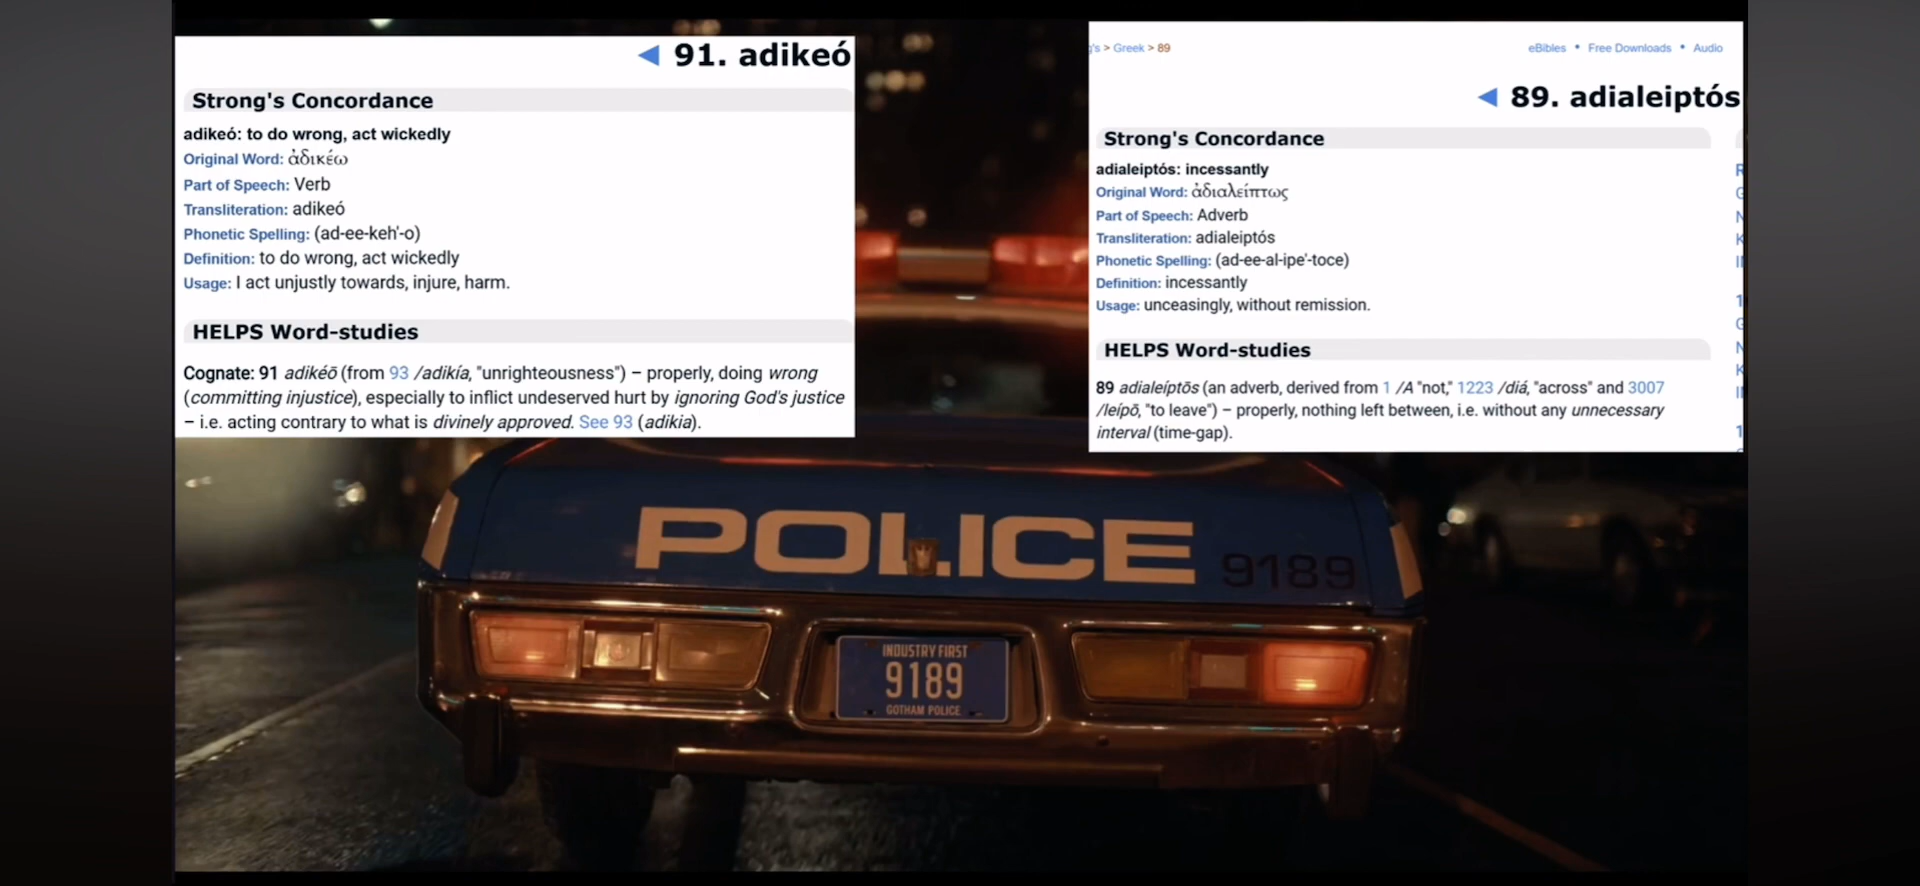 ◄ 91. adikeó
Strong's Concordance
adikeó: to do wrong, act wickedly
Original Word: ἀδικέω
Part of Speech: Verb
Transliteration: adikeó
Phonetic Spelling: (ad-ee-keh'-o)
Definition: to do wrong, act wickedly
Usage: I act unjustly towards, injure, harm.
HELPS Word-studies
Cognate: 91 adikéō (from 93 /adikía, "unrighteousness") – properly, doing wrong
(committing injustice), especially to inflict undeserved hurt by ignoring God's justice
– i.e. acting contrary to what is divinely approved. See 93 (adikia).
's > Greek > 89
eBibles • Free Downloads • Audio
◄ 89. adialeiptós
Strong's Concordance
adialeiptós: incessantly
Original Word: ἀδιαλείπτως
Part of Speech: Adverb
Transliteration: adialeiptós
Phonetic Spelling: (ad-ee-al-ipe'-toce)
Definition: incessantly
Usage: unceasingly, without remission.
HELPS Word-studies
89 adialeíptōs (an adverb, derived from 1 /A "not," 1223 /diá, "across" and 3007
/leípō, "to leave") – properly, nothing left between, i.e. without any unnecessary
interval (time-gap).
POLICE 9189
INDUSTRY FIRST
9189
GOTHAM POLICE